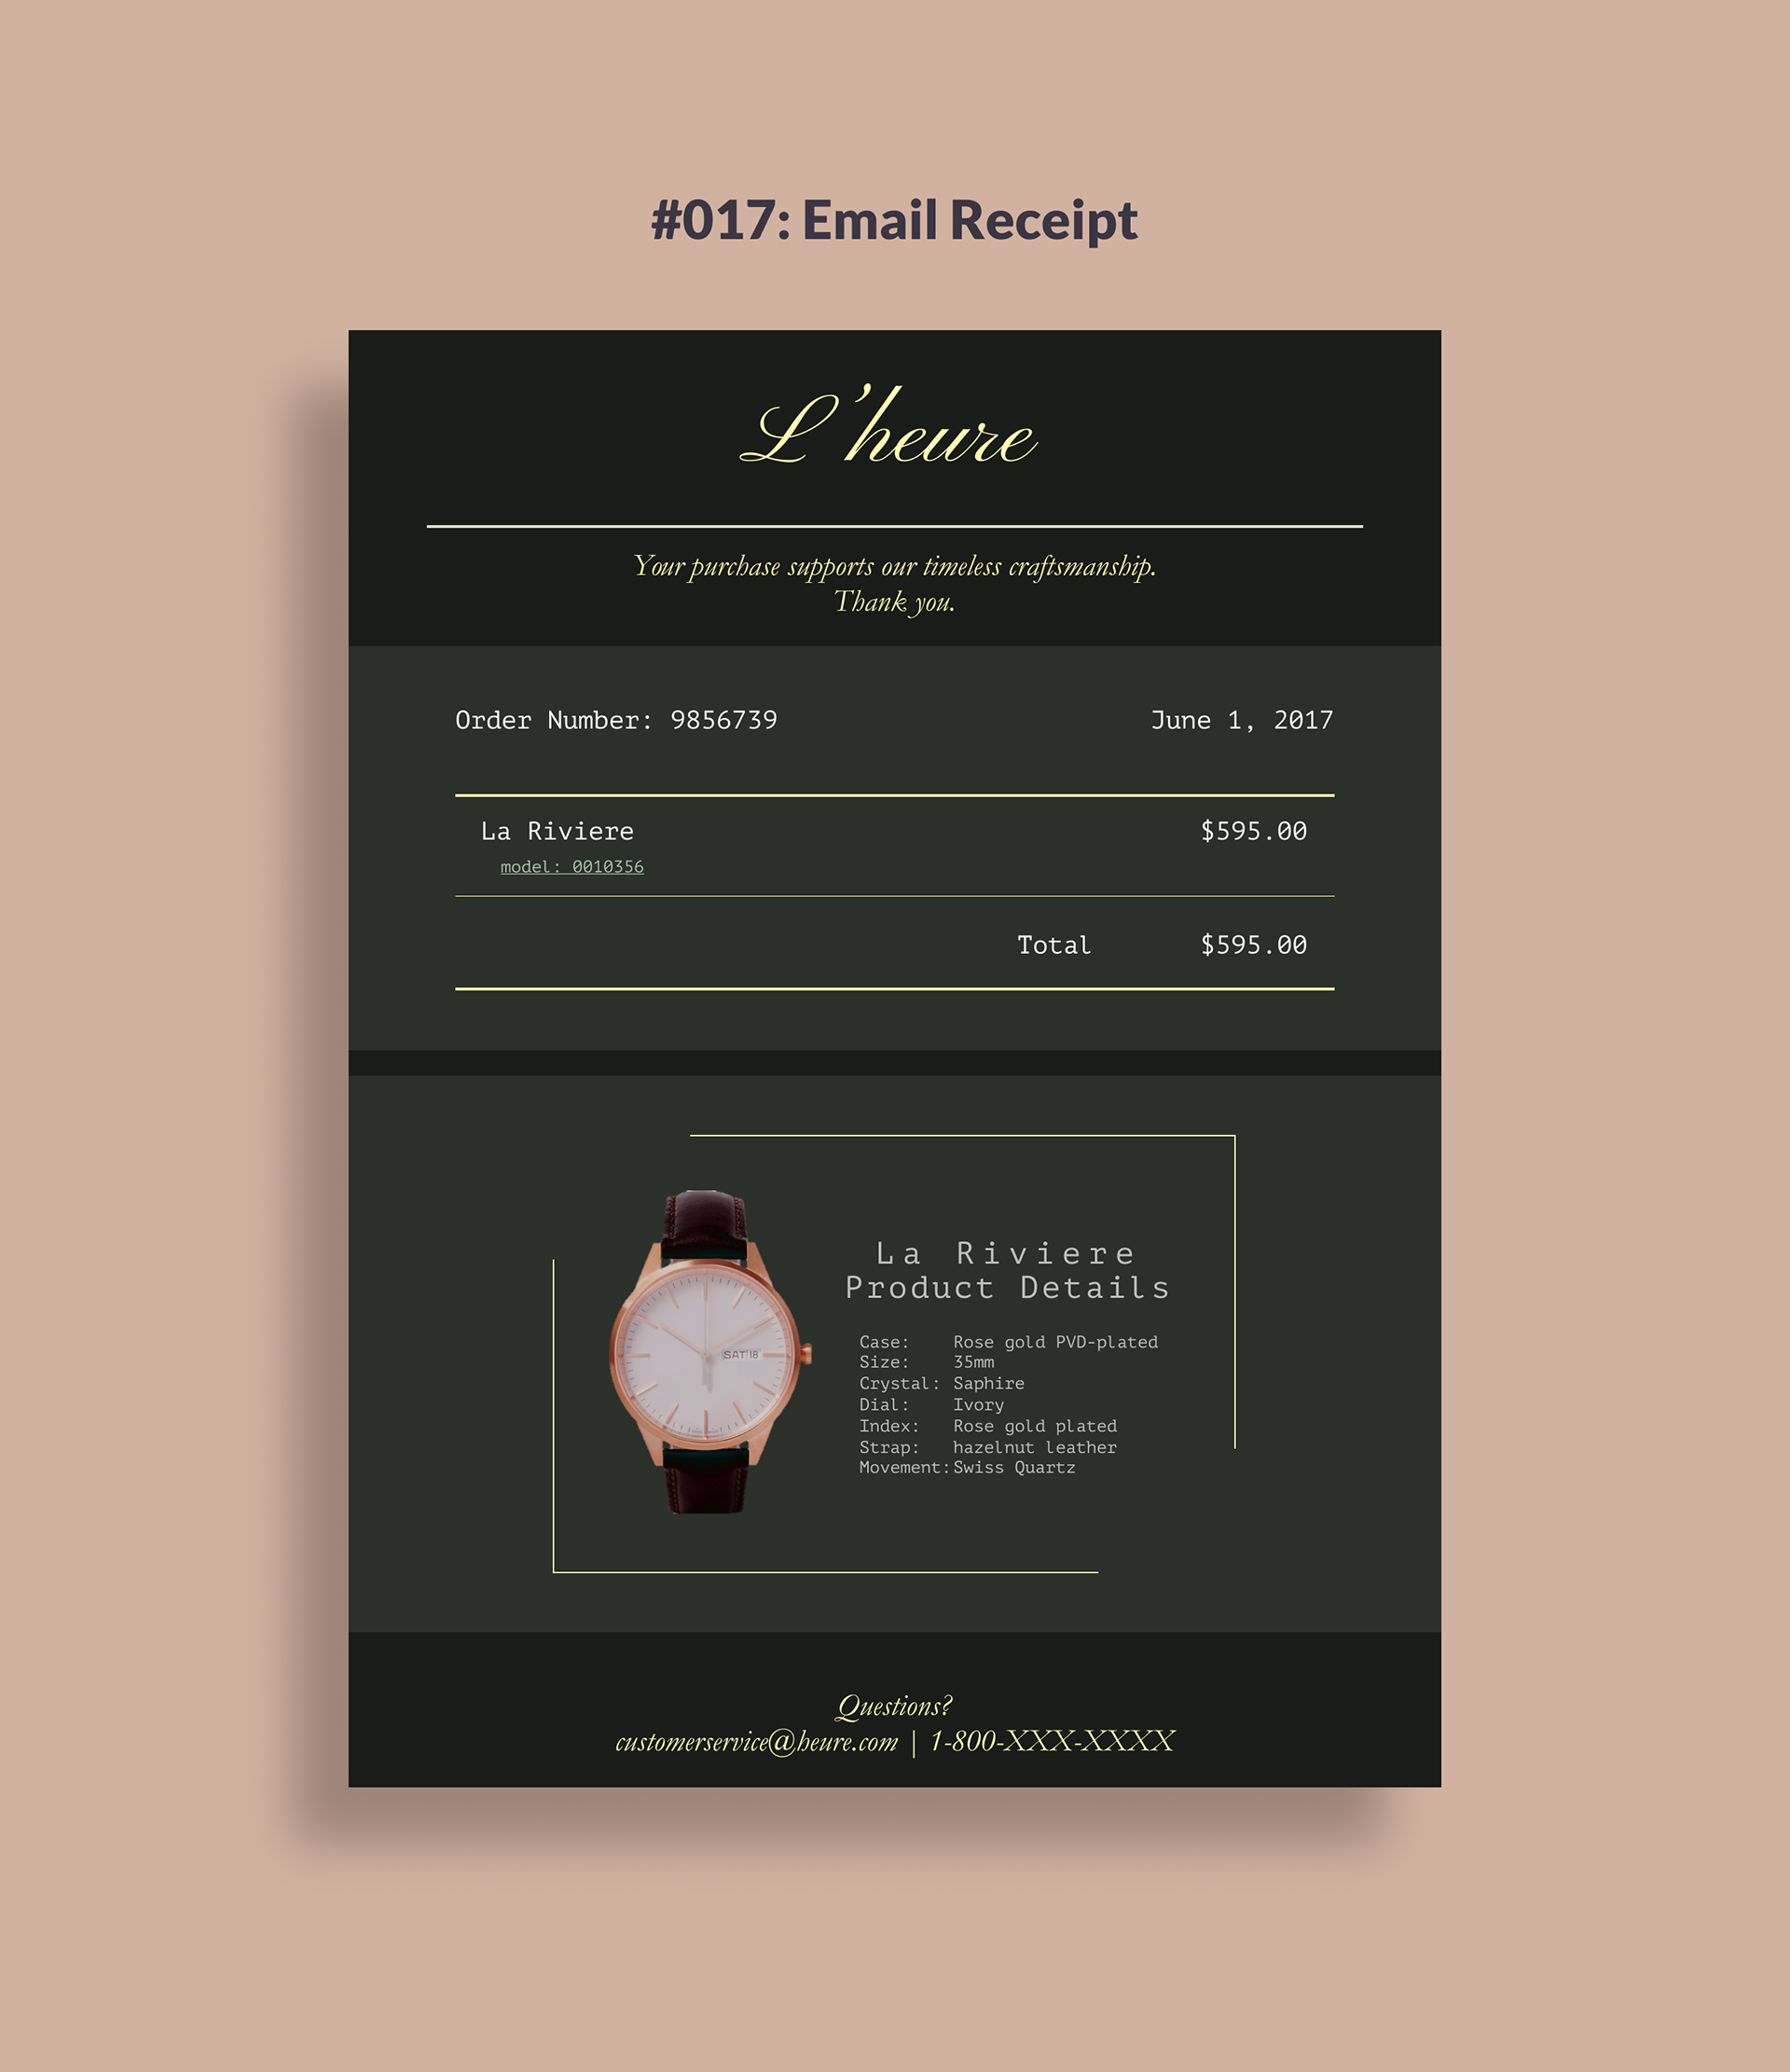 #017: Email Receipt
L'heure
Your purchase supports our timeless craftsmanship.
Thank you.
Order Number: 9856739 June 1, 2017
La Riviere $595.00
model: 0010356
Total $595.00
La Riviere
Product Details
Case: Rose gold PVD-plated
Size: 35mm
Crystal: Saphire
Dial: Ivory
Index: Rose gold plated
Strap: hazelnut leather
Movement: Swiss Quartz
SAT 18
Questions?
customerservice@heure.com | 1-800-XXX-XXXX